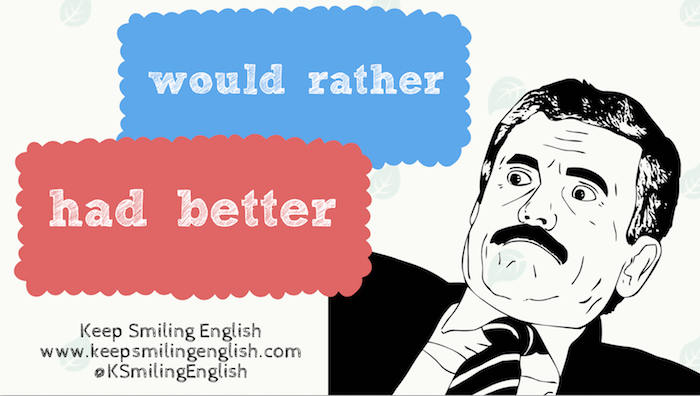 would rather
had better
Keep Smiling English
www.keepsmilingenglish.com
@KSmilingEnglish